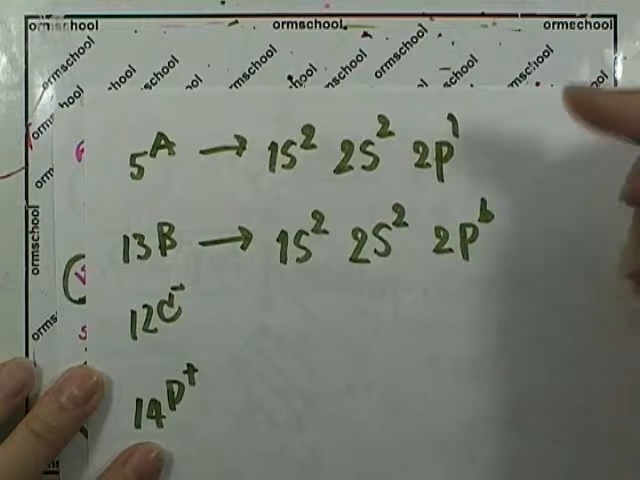 ormschool ormschool ormschool
ormschool ormschool ormschool ormschool ormschool
ormschool
₅A → 1S² 2S² 2P¹
₁₃B → 1S² 2S² 2P⁶
₁₂C⁻
₁₄D⁺